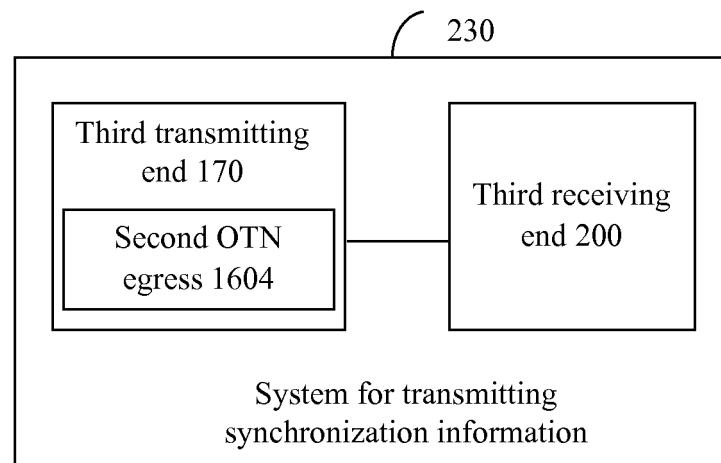 230
Third transmitting
end 170
Second OTN
egress 1604
Third receiving
end 200
System for transmitting
synchronization information